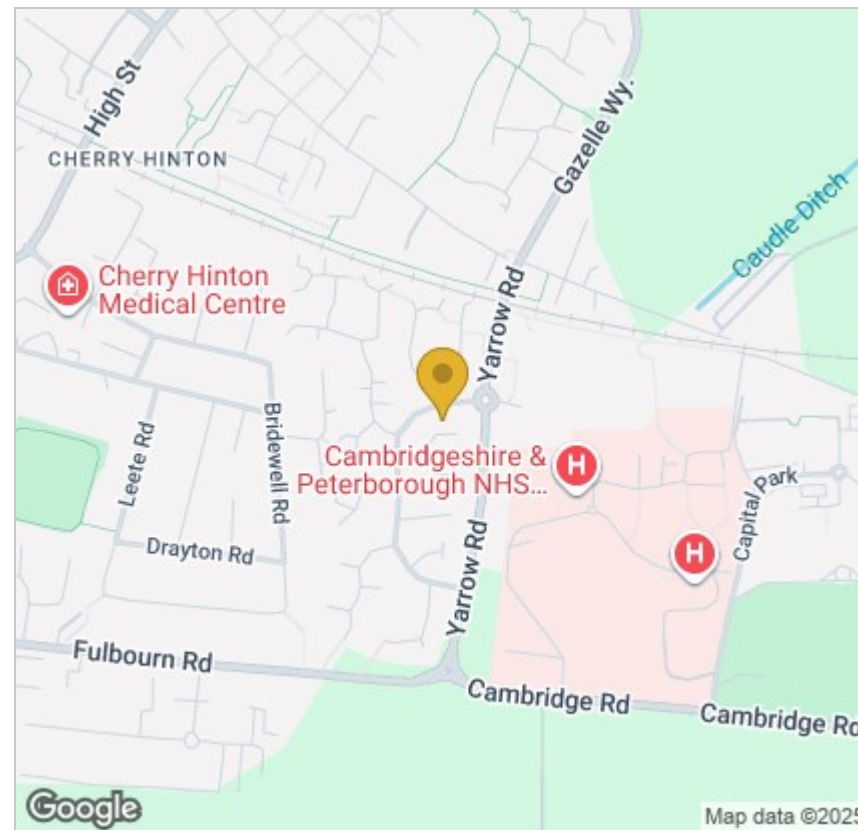 High St
Gazelle Wy.
CHERRY HINTON
Caudle Ditch
Cherry Hinton
Medical Centre
Yarrow Rd
Cambridgeshire &
Peterborough NHS...
H
Leete Rd
Bridewell Rd
Capital Park
H
Drayton Rd
Yarrow Rd
Fulbourn Rd
Cambridge Rd
Cambridge Rd
Google
Map data ©2025